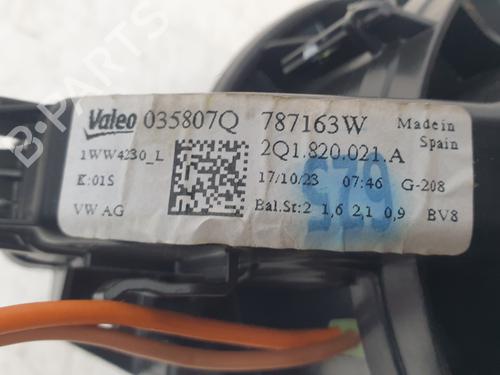 Valeo 035807Q 787163W Made in Spain
1WW4230_L 2Q1.820.021.A
K:01S 17/10.23 07:46 G-208
VW AG Bal.St:2 1,6 2,1 0,9 BV8
B-PARTS